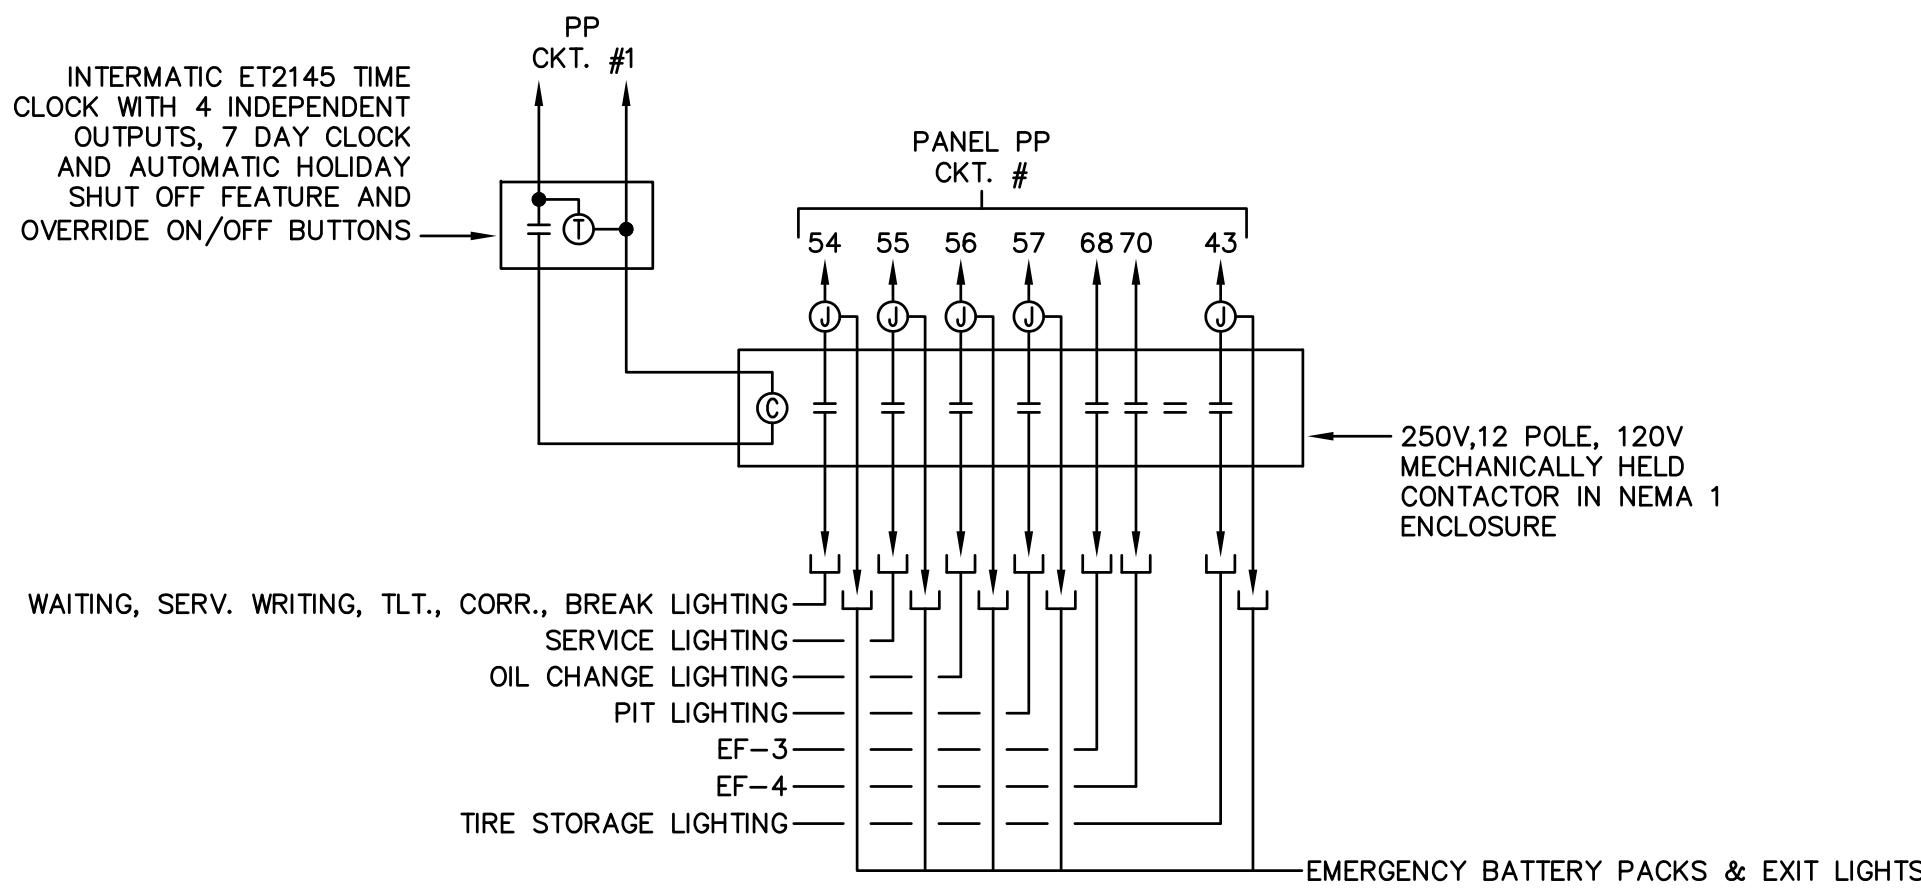 PP
CKT. #1
INTERMATIC ET2145 TIME
CLOCK WITH 4 INDEPENDENT
OUTPUTS, 7 DAY CLOCK
AND AUTOMATIC HOLIDAY
SHUT OFF FEATURE AND
OVERRIDE ON/OFF BUTTONS
T
PANEL PP
CKT. #
54 55 56 57 68 70 43
J J J J J
C
250V,12 POLE, 120V
MECHANICALLY HELD
CONTACTOR IN NEMA 1
ENCLOSURE
WAITING, SERV. WRITING, TLT., CORR., BREAK LIGHTING
SERVICE LIGHTING
OIL CHANGE LIGHTING
PIT LIGHTING
EF-3
EF-4
TIRE STORAGE LIGHTING
EMERGENCY BATTERY PACKS & EXIT LIGHTS